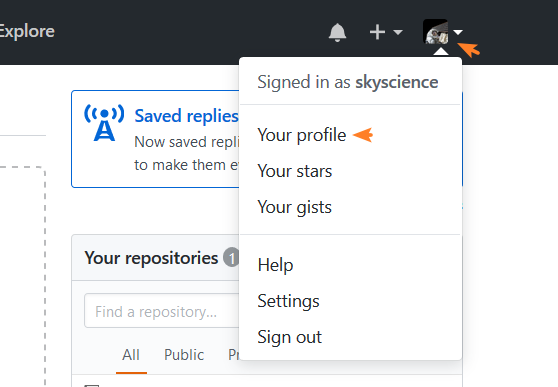 Explore
Signed in as skyscience
Saved replies
Now saved repli
to make them e
Your profile
Your stars
Your gists
Your repositories 1
Help
Find a repository...
Settings
All Public Pr
Sign out